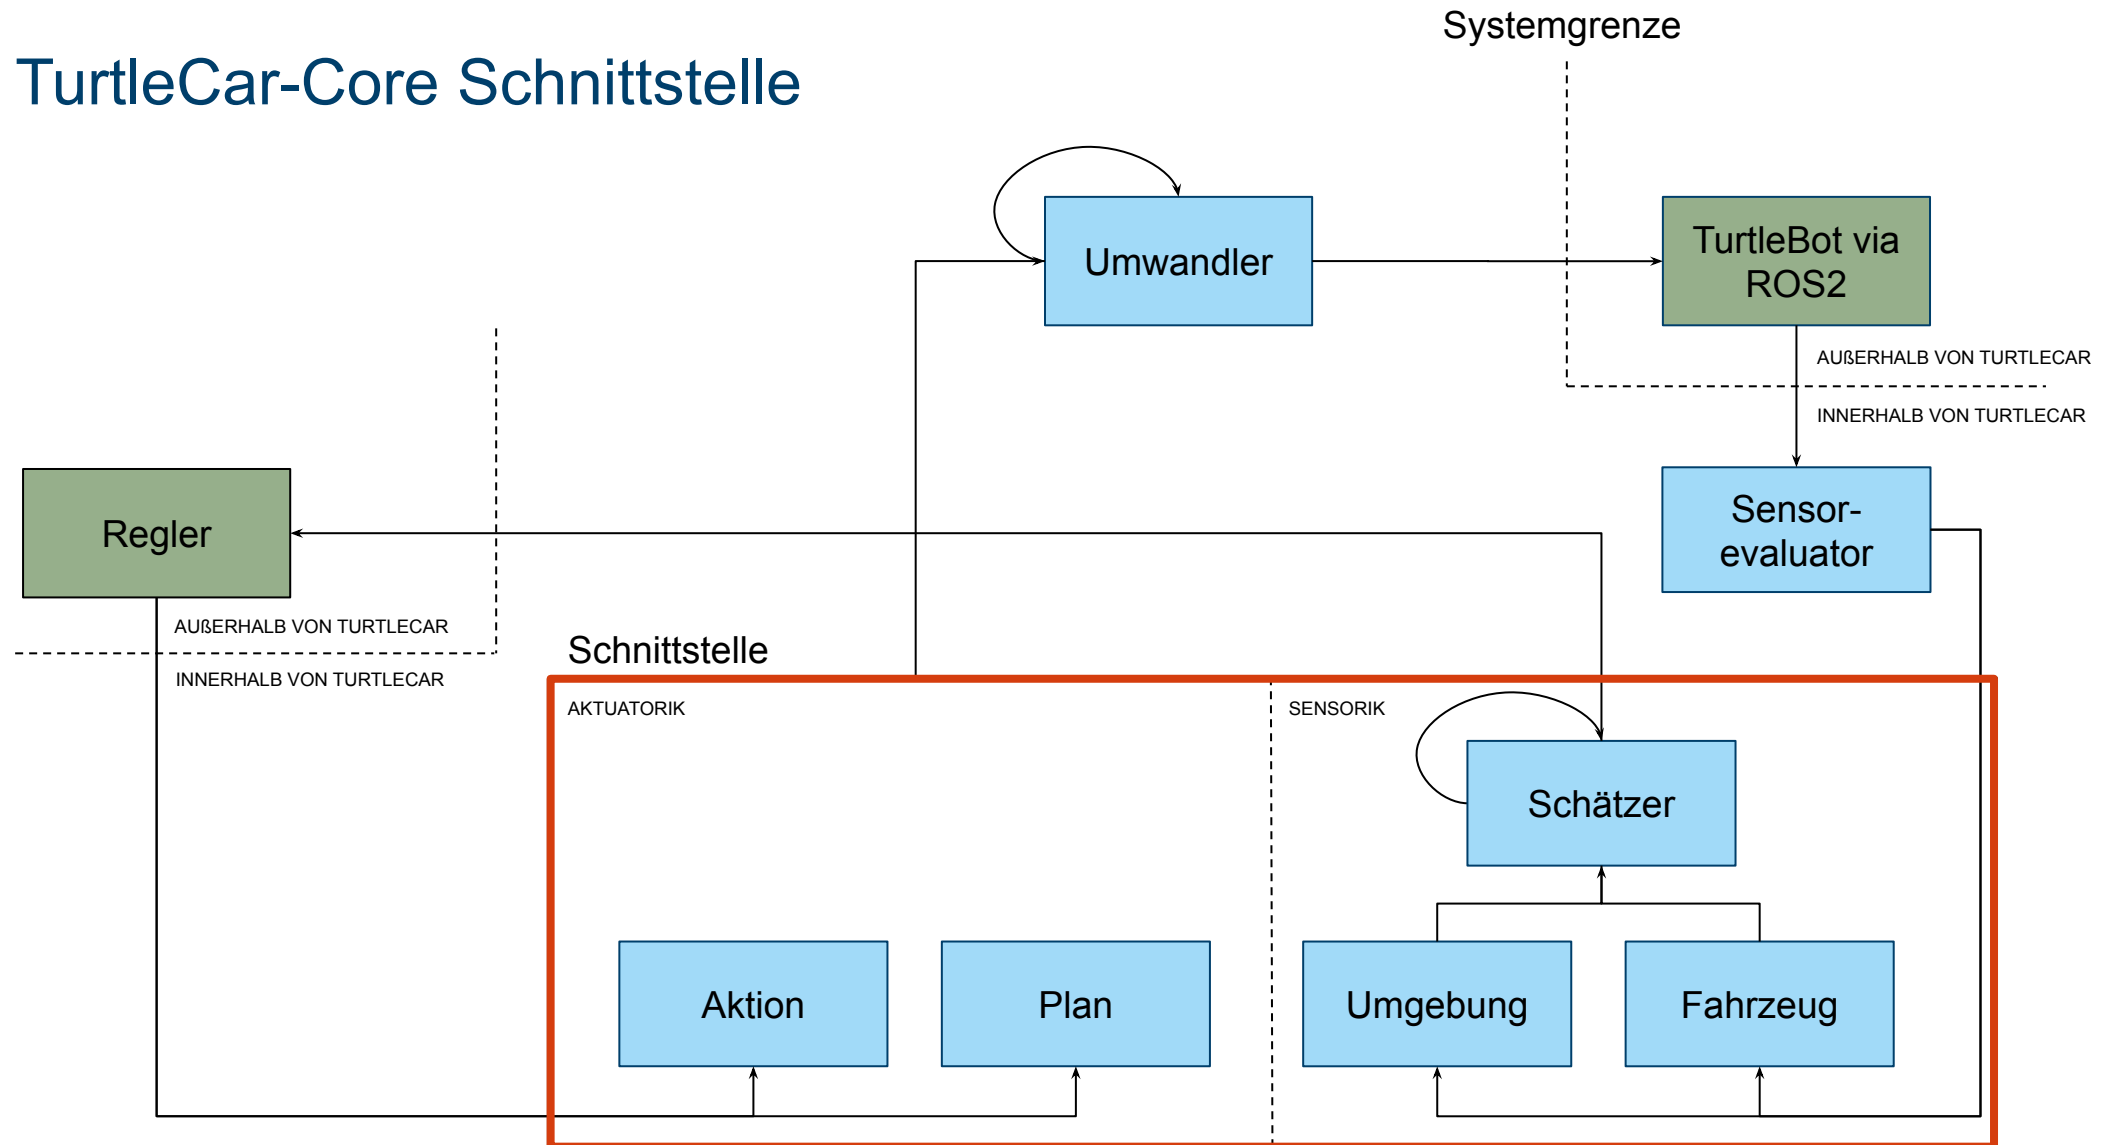 Systemgrenze
TurtleCar-Core Schnittstelle
Umwandler
TurtleBot via
ROS2
AUßERHALB VON TURTLECAR
INNERHALB VON TURTLECAR
Regler
Sensor-
evaluator
AUßERHALB VON TURTLECAR
INNERHALB VON TURTLECAR
Schnittstelle
AKTUATORIK
SENSORIK
Schätzer
Aktion
Plan
Umgebung
Fahrzeug